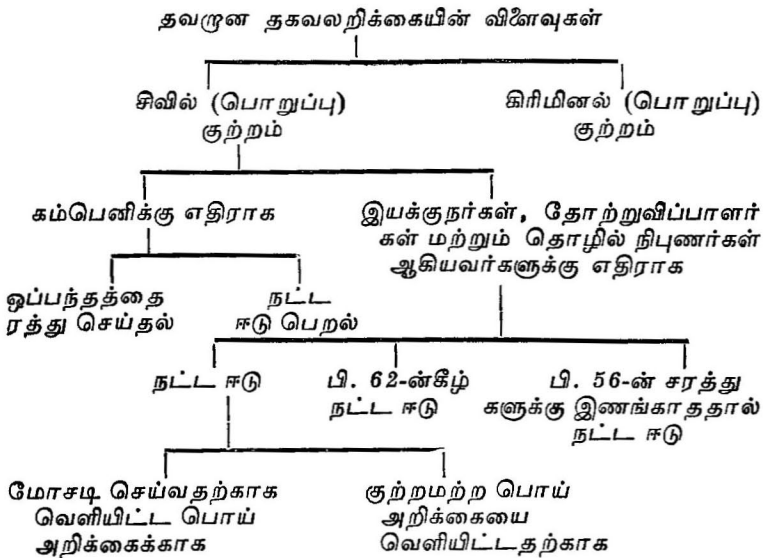 தவறான தகவலறிக்கையின் விளைவுகள்
சிவில் (பொறுப்பு)
குற்றம்
கிரிமினல் (பொறுப்பு)
குற்றம்
கம்பெனிக்கு எதிராக
இயக்குநர்கள், தோற்றுவிப்பாளர்
கள் மற்றும் தொழில் நிபுணர்கள்
ஆகியவர்களுக்கு எதிராக
ஒப்பந்தத்தை
ரத்து செய்தல்
நட்ட
ஈடு பெறல்
நட்ட ஈடு
பி. 62-ன்கீழ்
நட்ட ஈடு
பி. 56-ன் சரத்து
களுக்கு இணங்காததால்
நட்ட ஈடு
மோசடி செய்வதற்காக
வெளியிட்ட பொய்
அறிக்கைக்காக
குற்றமற்ற பொய்
அறிக்கையை
வெளியிட்டதற்காக